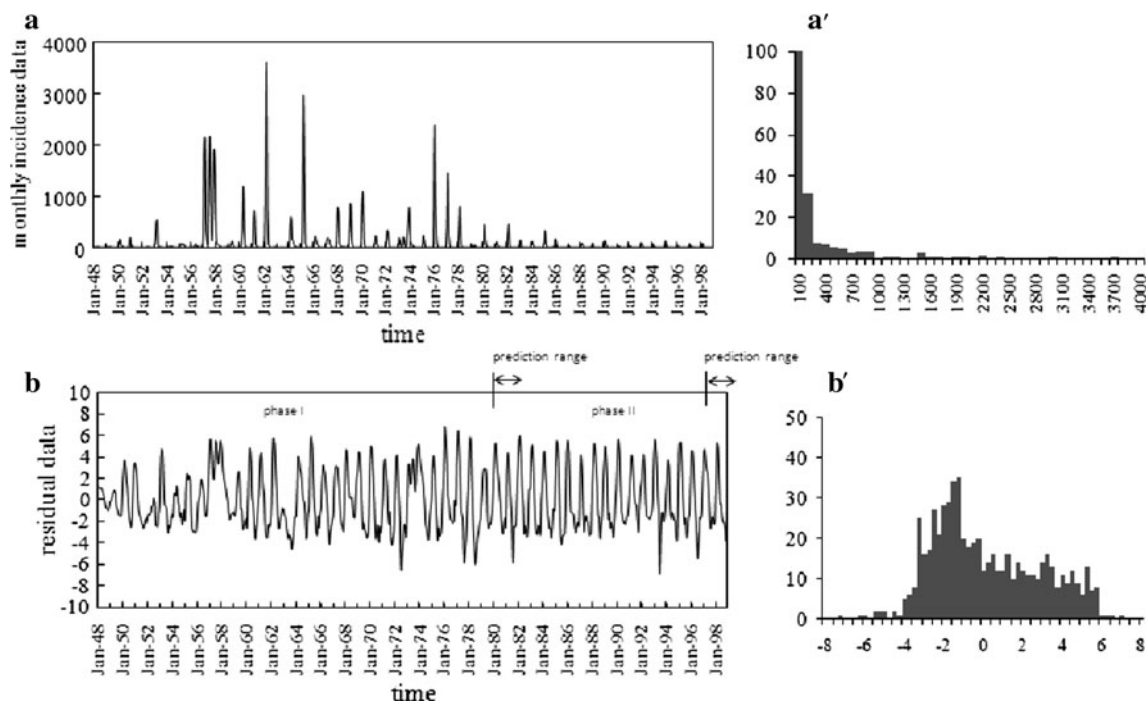 a
monthly incidence data
4000
3000
2000
1000
0
Jan-48
Jan-50
Jan-52
Jan-54
Jan-56
Jan-58
Jan-60
Jan-62
Jan-64
Jan-66
Jan-68
Jan-70
Jan-72
Jan-74
Jan-76
Jan-78
Jan-80
Jan-82
Jan-84
Jan-86
Jan-88
Jan-90
Jan-92
Jan-94
Jan-96
Jan-98
time
a'
100
80
60
40
20
0
100
400
700
1000
1300
1600
1900
2200
2500
2800
3100
3400
3700
4000
b
prediction range
prediction range
phase I
phase II
residual data
10
8
6
4
2
0
-2
-4
-6
-8
-10
Jan-48
Jan-50
Jan-52
Jan-54
Jan-56
Jan-58
Jan-60
Jan-62
Jan-64
Jan-66
Jan-68
Jan-70
Jan-72
Jan-74
Jan-76
Jan-78
Jan-80
Jan-82
Jan-84
Jan-86
Jan-88
Jan-90
Jan-92
Jan-94
Jan-96
Jan-98
time
b'
50
40
30
20
10
0
-8
-6
-4
-2
0
2
4
6
8